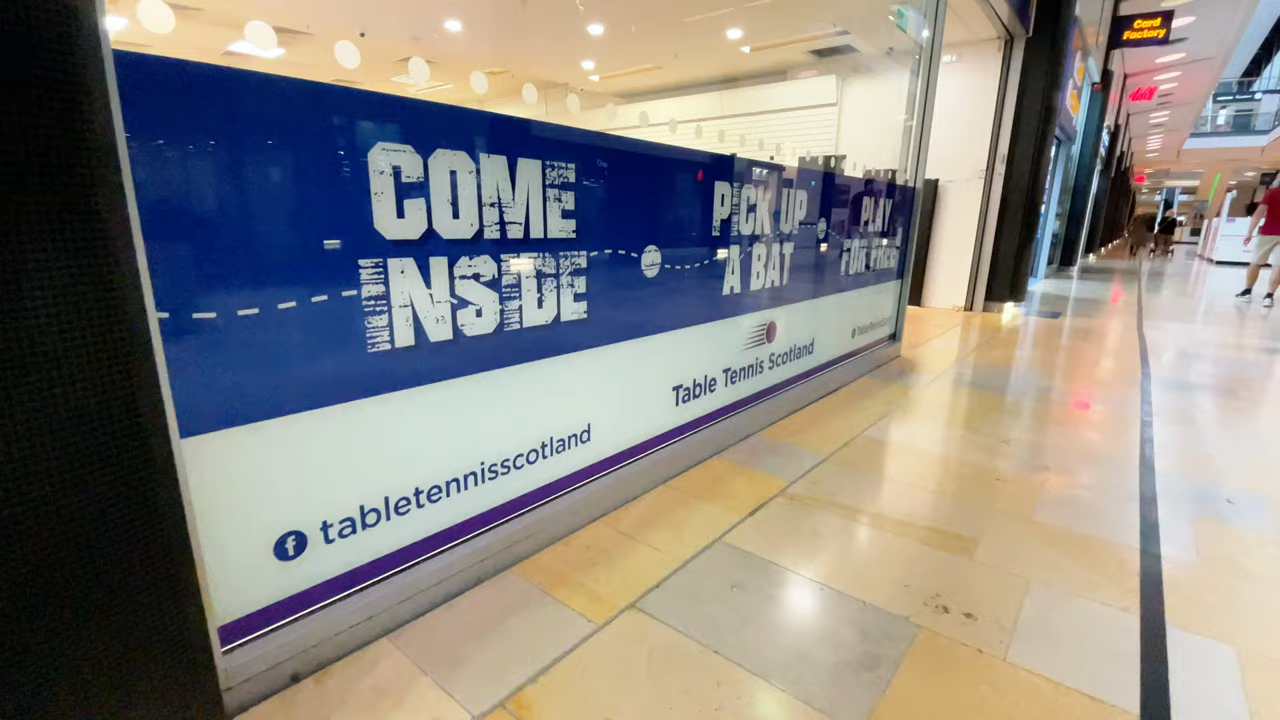 COME
INSIDE
PICK UP
A BAT
PLAY
FOR FREE
Table Tennis Scotland
f tabletennisscotland
Card
Factory